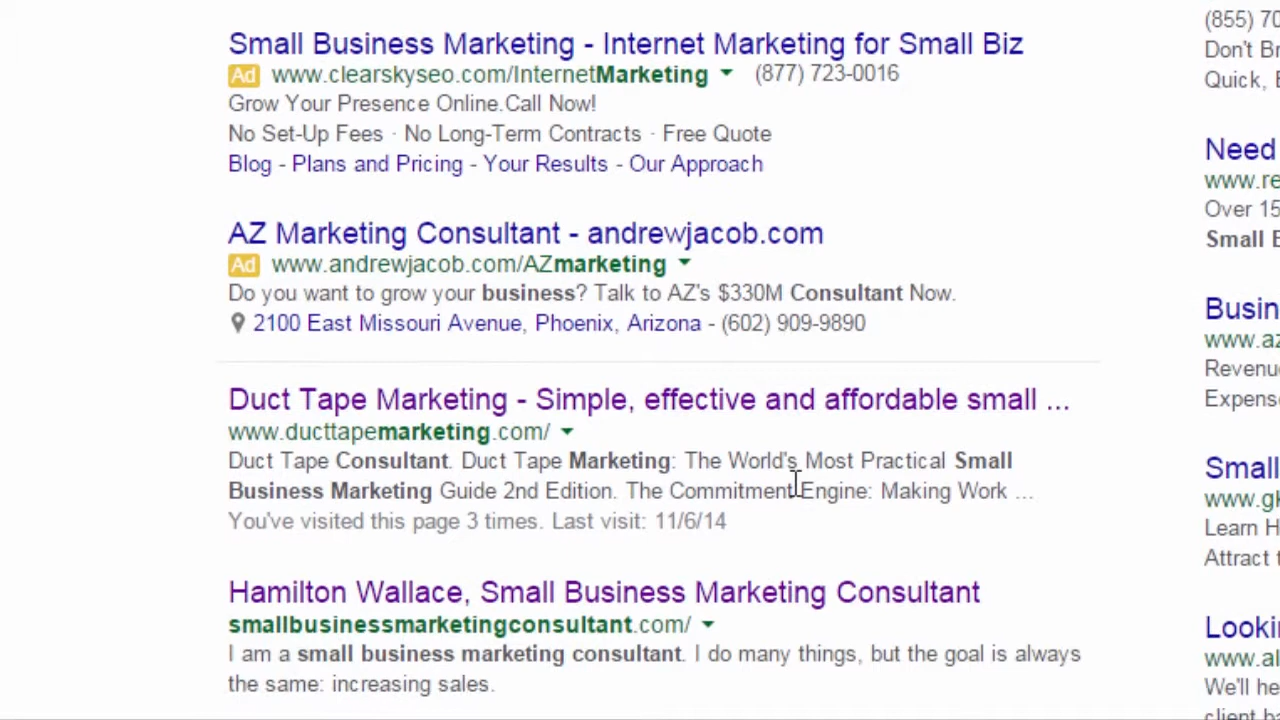 Small Business Marketing - Internet Marketing for Small Biz
Ad www.clearskyseo.com/InternetMarketing (877) 723-0016
Grow Your Presence Online.Call Now!
No Set-Up Fees · No Long-Term Contracts · Free Quote
Blog - Plans and Pricing - Your Results - Our Approach
AZ Marketing Consultant - andrewjacob.com
Ad www.andrewjacob.com/AZmarketing
Do you want to grow your business? Talk to AZ's $330M Consultant Now.
2100 East Missouri Avenue, Phoenix, Arizona - (602) 909-9890
Duct Tape Marketing - Simple, effective and affordable small ...
www.ducttapemarketing.com/
Duct Tape Consultant. Duct Tape Marketing: The World's Most Practical Small
Business Marketing Guide 2nd Edition. The Commitment Engine: Making Work ...
You've visited this page 3 times. Last visit: 11/6/14
Hamilton Wallace, Small Business Marketing Consultant
smallbusinessmarketingconsultant.com/
I am a small business marketing consultant. I do many things, but the goal is always
the same: increasing sales.
(855) 70
Don't Br
Quick, E
Need
www.re
Over 15
Small B
Busin
www.az
Revenue
Expens
Small
www.gk
Learn H
Attract t
Lookin
www.al
We'll he
client ba